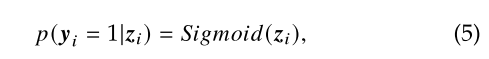 p(y_i = 1|z_i) = Sigmoid(z_i), (5)